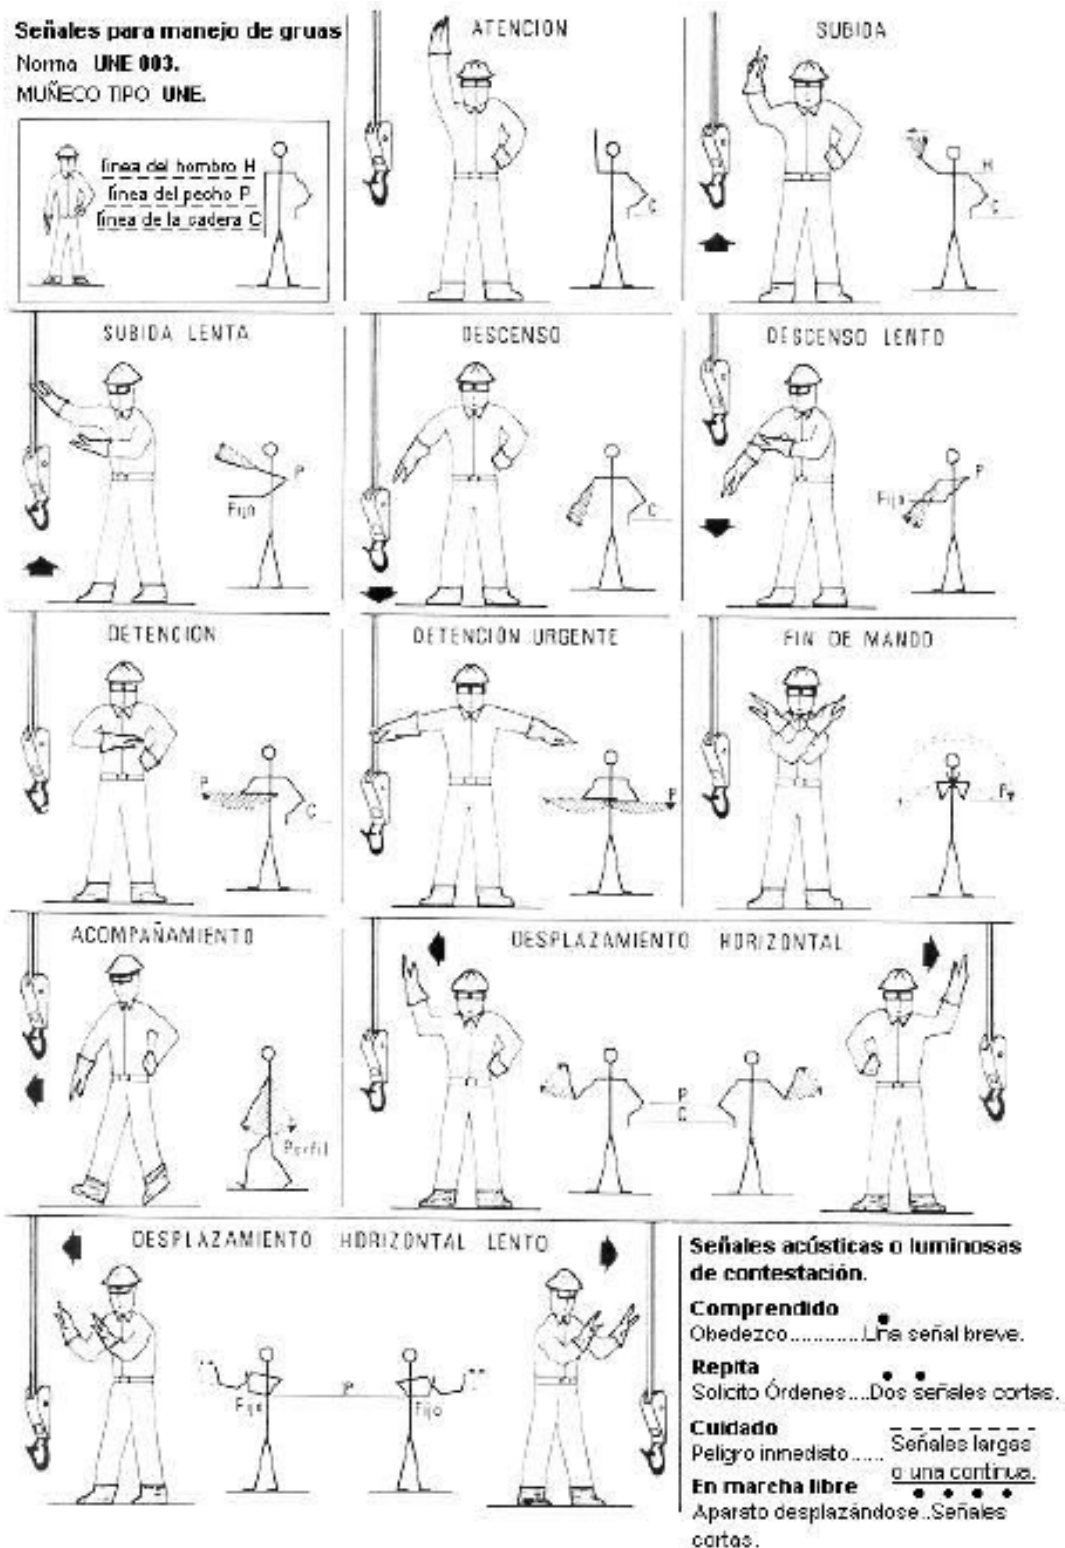 Señales para manejo de gruas
Norma UNE 003.
MUÑECO TIPO UNE.
línea del hombro H
línea del pecho P
línea de la cadera C
ATENCION
C
SUBIDA
H
C
SUBIDA LENTA
P
Fijo
DESCENSO
C
DESCENSO LENTO
P
Fijo
DETENCION
P
C
DETENCIÓN URGENTE
P
FIN DE MANDO
P
ACOMPAÑAMIENTO
Perfil
DESPLAZAMIENTO HORIZONTAL
P
C
DESPLAZAMIENTO HORIZONTAL LENTO
P
Fijo
Fijo
Señales acústicas o luminosas
de contestación.
Comprendido
Obedezco.............Una señal breve.
Repita
Solicito Órdenes....Dos señales cortas.
Cuidado
Peligro inmediato...... Señales largas
o una continua.
En marcha libre
Aparato desplazándose..Señales
cortas.